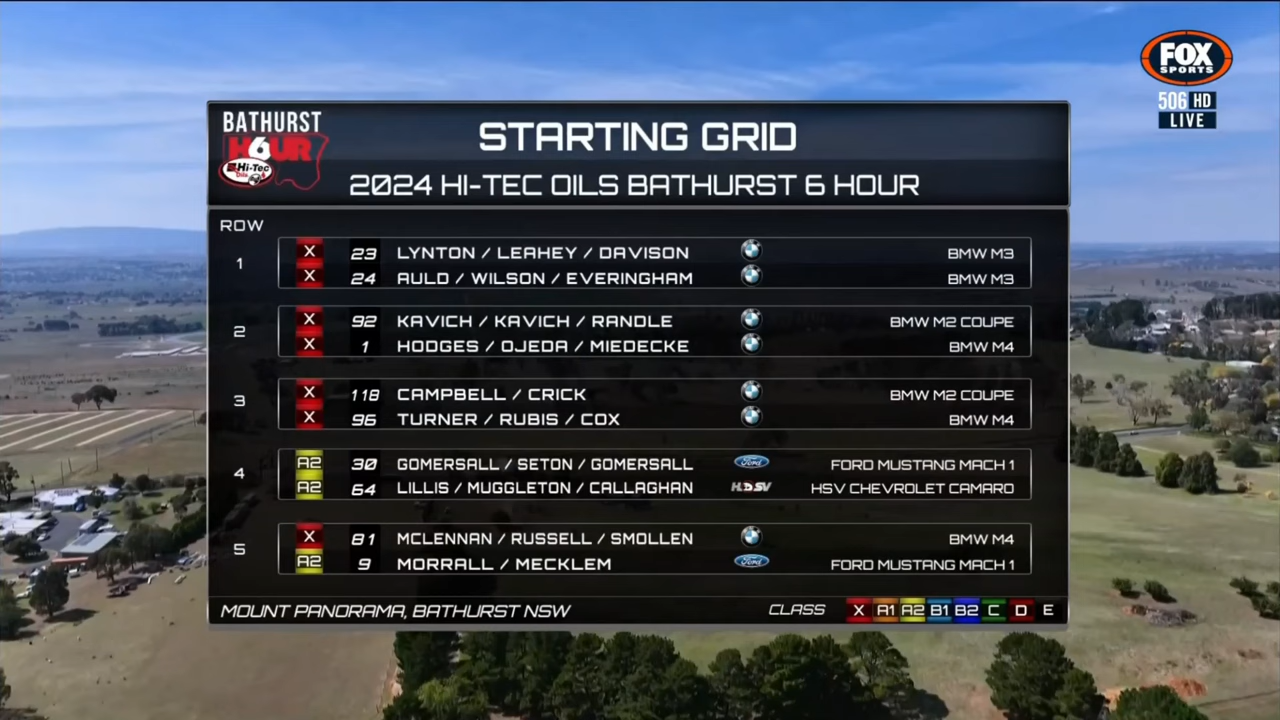 FOX
SPORTS
506 HD
LIVE
BATHURST
6 HOUR
Hi-Tec
Oils
STARTING GRID
2024 HI-TEC OILS BATHURST 6 HOUR
ROW
1
X 23 LYNTON / LEAHEY / DAVISON BMW M3
X 24 AULD / WILSON / EVERINGHAM BMW M3
2
X 92 KAVICH / KAVICH / RANDLE BMW M2 COUPE
X 1 HODGES / OJEDA / MIEDECKE BMW M4
3
X 118 CAMPBELL / CRICK BMW M2 COUPE
X 96 TURNER / RUBIS / COX BMW M4
4
A2 30 GOMERSALL / SETON / GOMERSALL Ford FORD MUSTANG MACH 1
A2 64 LILLIS / MUGGLETON / CALLAGHAN HSV HSV CHEVROLET CAMARO
5
X 81 MCLENNAN / RUSSELL / SMOLLEN BMW M4
A2 9 MORRALL / MECKLEM Ford FORD MUSTANG MACH 1
MOUNT PANORAMA, BATHURST NSW CLASS X A1 A2 B1 B2 C D E